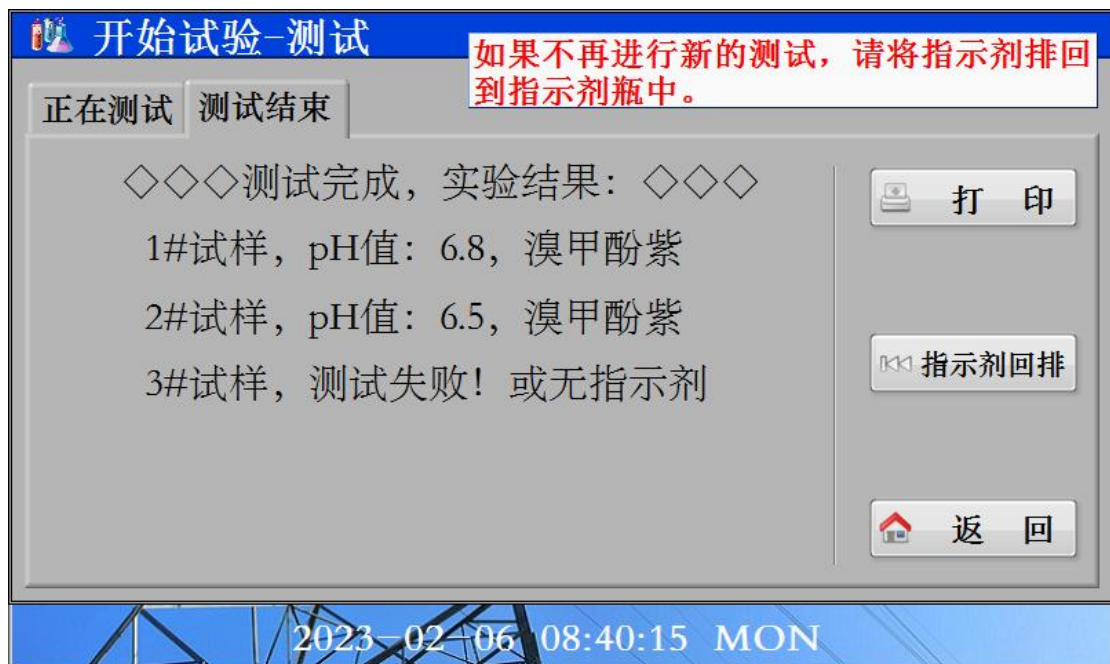 开始试验-测试
如果不再进行新的测试，请将指示剂排回
到指示剂瓶中。
正在测试 测试结束
◇◇◇测试完成，实验结果：◇◇◇
1#试样，pH值：6.8，溴甲酚紫
2#试样，pH值：6.5，溴甲酚紫
3#试样，测试失败！或无指示剂
打 印
指示剂回排
返 回
2023-02-06 08:40:15 MON